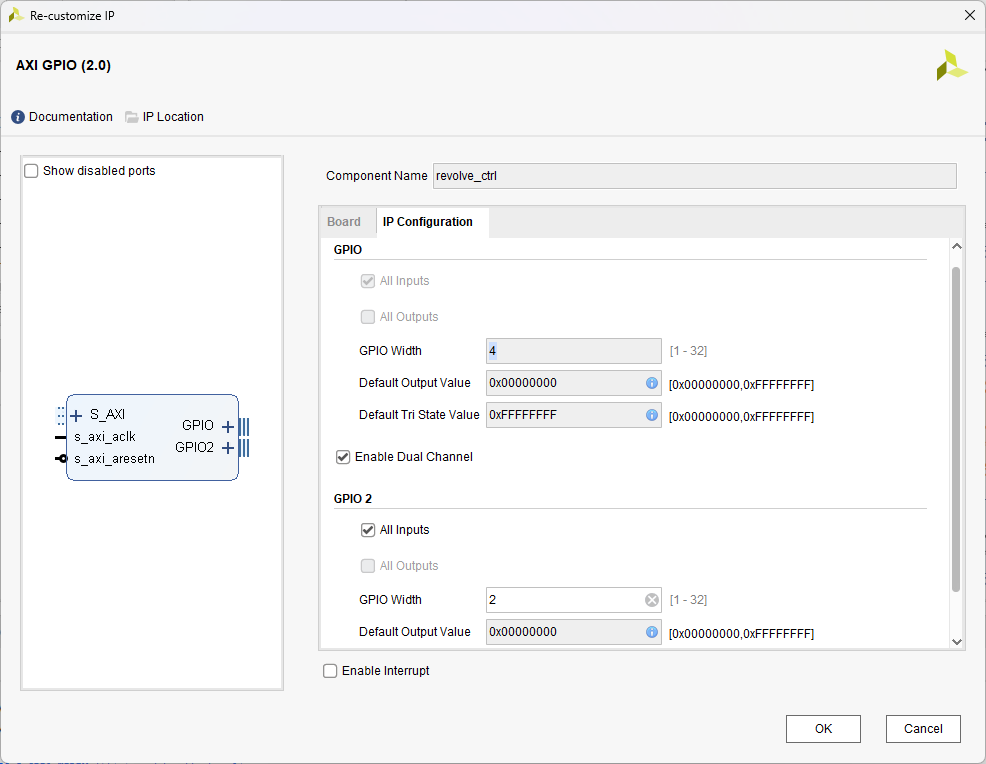 Re-customize IP
AXI GPIO (2.0)
Documentation IP Location
Show disabled ports
S_AXI
s_axi_aclk
s_axi_aresetn
GPIO
GPIO2
Component Name revolve_ctrl
Board IP Configuration
GPIO
All Inputs
All Outputs
GPIO Width 4 [1 - 32]
Default Output Value 0x00000000 [0x00000000,0xFFFFFFFF]
Default Tri State Value 0xFFFFFFFF [0x00000000,0xFFFFFFFF]
Enable Dual Channel
GPIO 2
All Inputs
All Outputs
GPIO Width 2 [1 - 32]
Default Output Value 0x00000000 [0x00000000,0xFFFFFFFF]
Enable Interrupt
OK Cancel